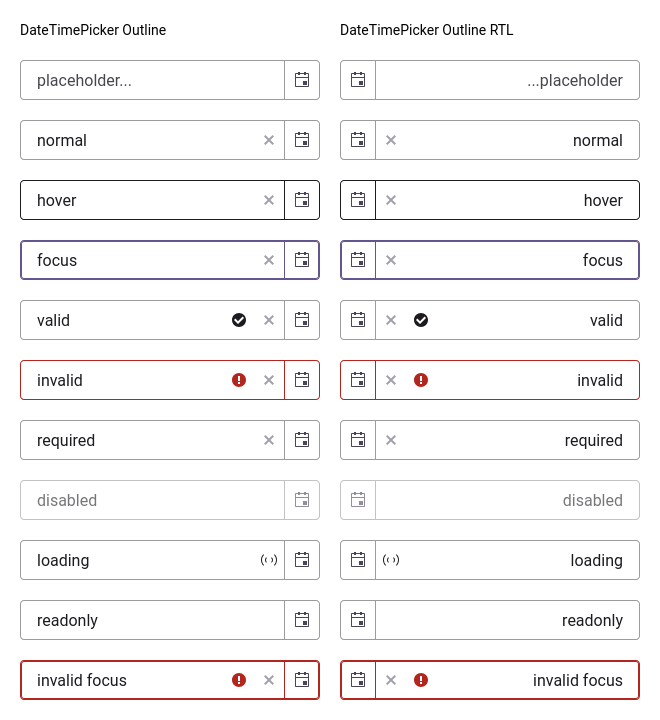 DateTimePicker Outline
DateTimePicker Outline RTL
placeholder...
...placeholder
normal
normal
hover
hover
focus
focus
valid
valid
invalid
invalid
required
required
disabled
disabled
loading
loading
readonly
readonly
invalid focus
invalid focus